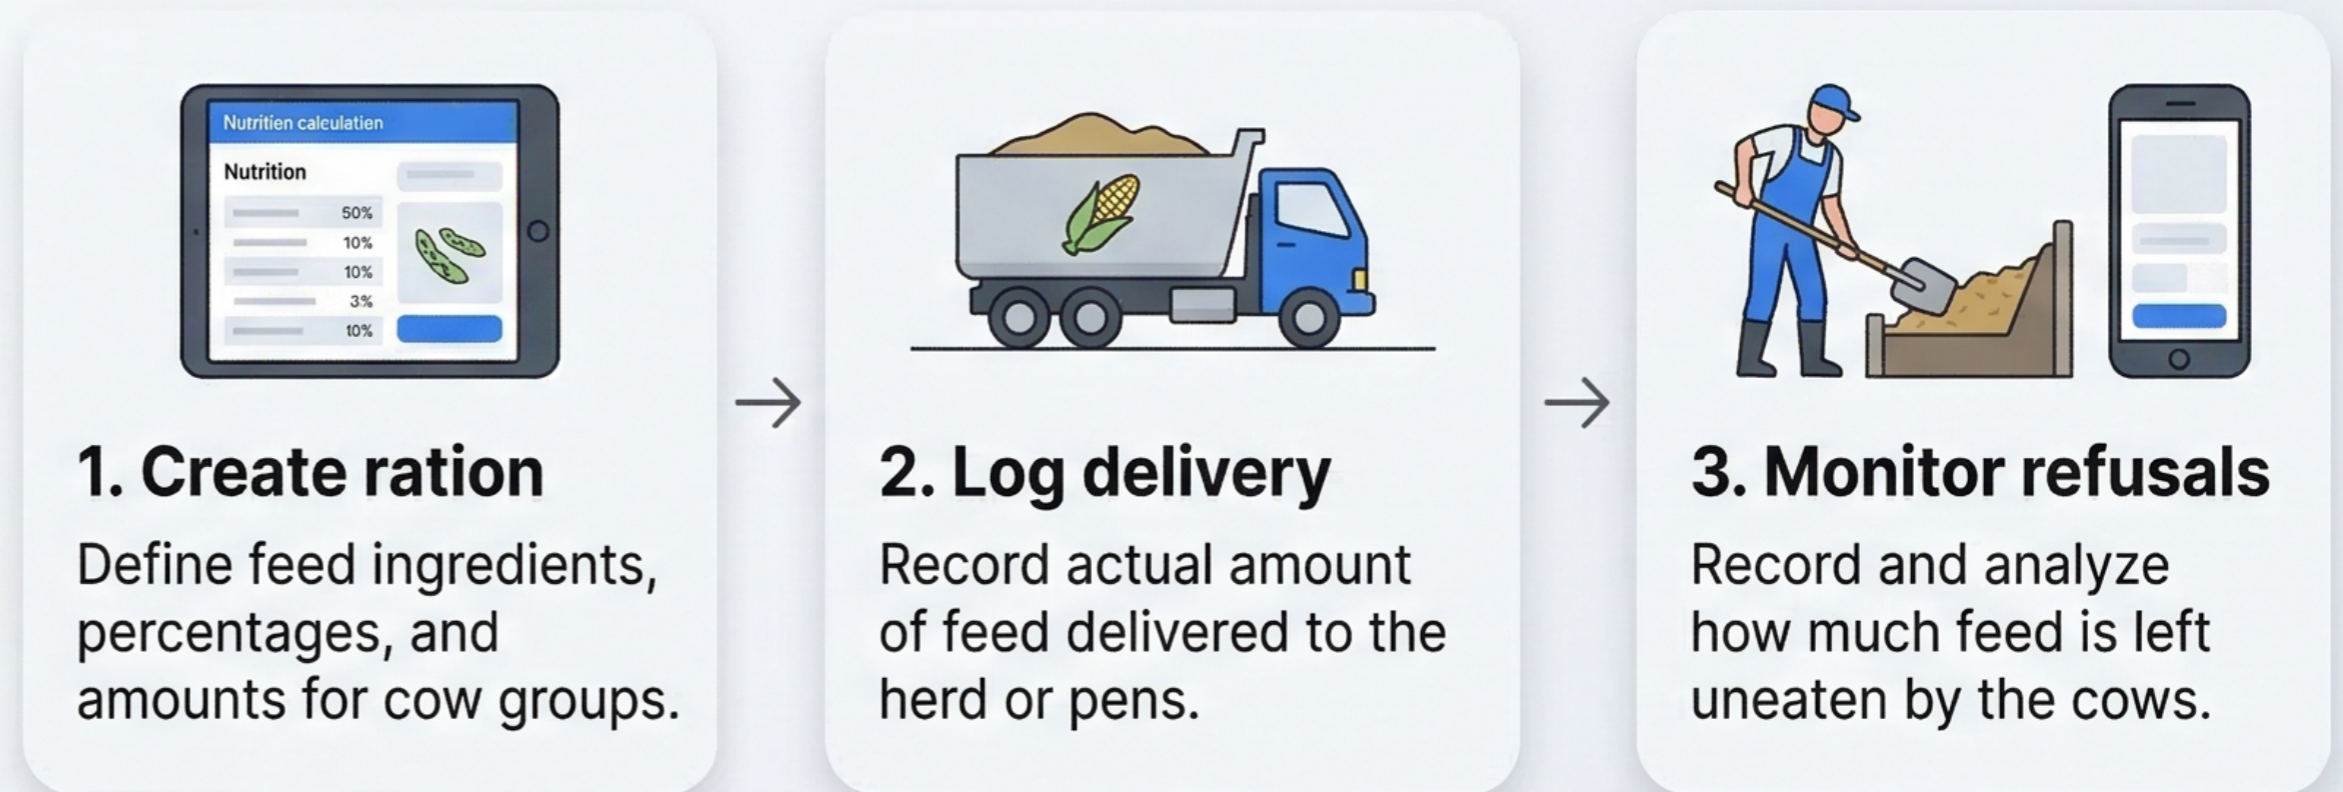 Nutritien calculatien
Nutrition
50%
10%
10%
3%
10%
1. Create ration
Define feed ingredients,
percentages, and
amounts for cow groups.
2. Log delivery
Record actual amount
of feed delivered to the
herd or pens.
3. Monitor refusals
Record and analyze
how much feed is left
uneaten by the cows.